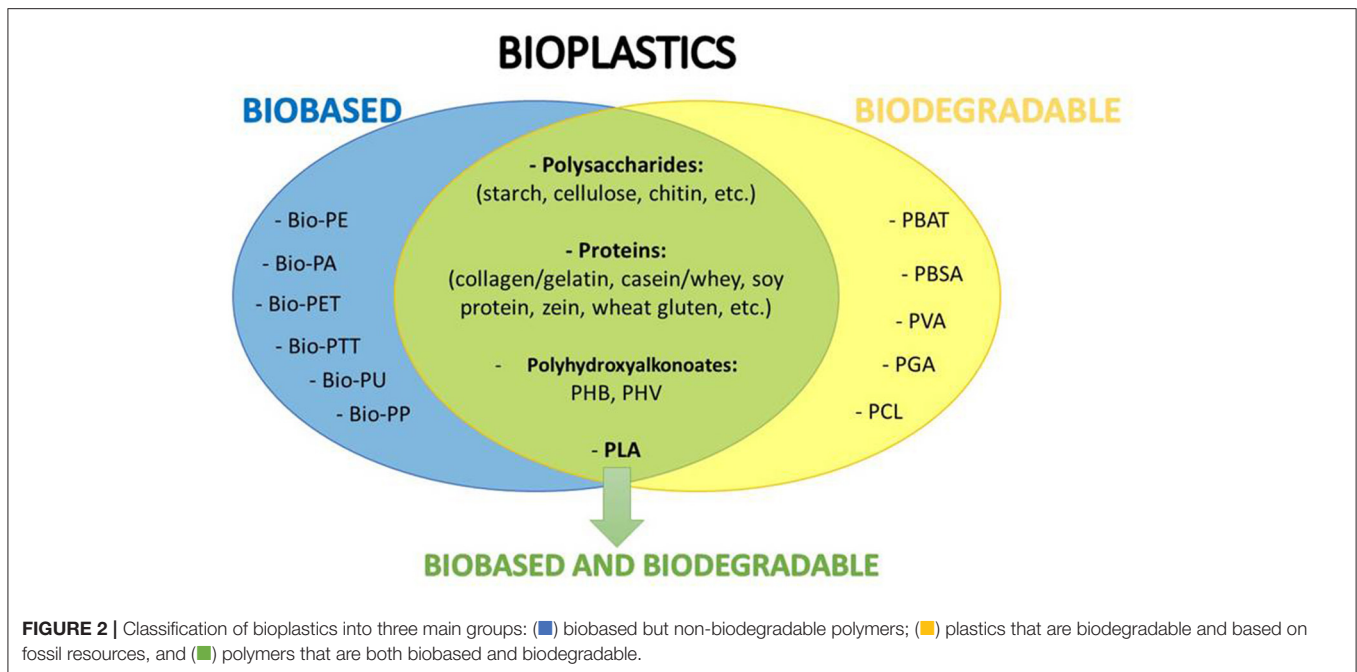 BIOPLASTICS
BIOBASED
BIODEGRADABLE
- Bio-PE
- Bio-PA
- Bio-PET
- Bio-PTT
- Bio-PU
- Bio-PP
- Polysaccharides:
(starch, cellulose, chitin, etc.)
- Proteins:
(collagen/gelatin, casein/whey, soy
protein, zein, wheat gluten, etc.)
- Polyhydroxyalkonoates:
PHB, PHV
- PLA
- PBAT
- PBSA
- PVA
- PGA
- PCL
BIOBASED AND BIODEGRADABLE
FIGURE 2 | Classification of bioplastics into three main groups: (■) biobased but non-biodegradable polymers; (■) plastics that are biodegradable and based on
fossil resources, and (■) polymers that are both biobased and biodegradable.